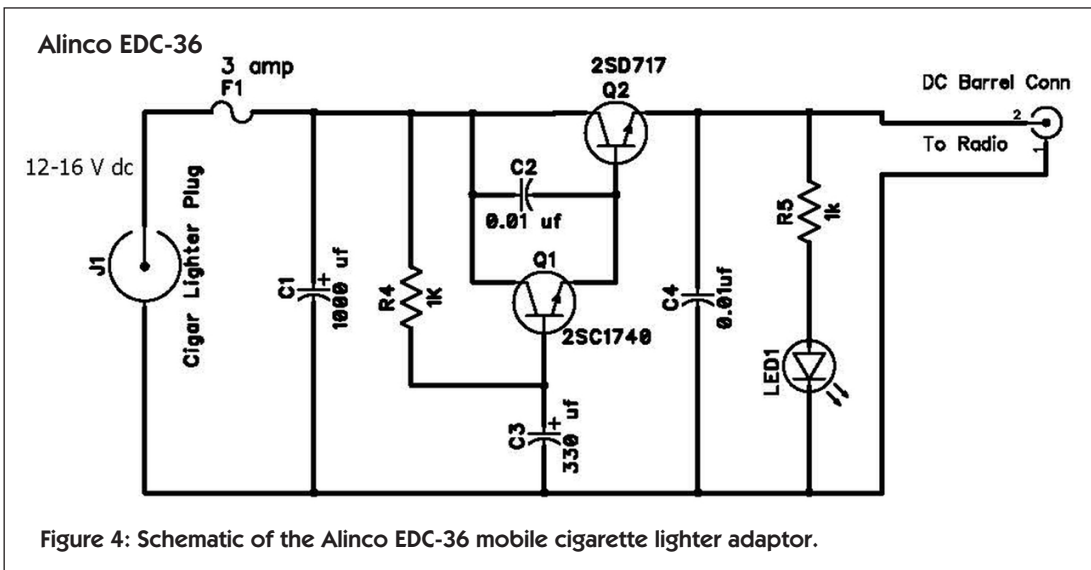 Alinco EDC-36
3 amp
F1
2SD717
Q2
DC Barrel Conn
2
To Radio
1
12-16 V dc
J1
Cigar Lighter Plug
C1
+
1000 uf
R4
1K
C2
0.01 uf
Q1
2SC1740
C3
+
330 uf
C4
0.01uf
R5
1k
LED1
Figure 4: Schematic of the Alinco EDC-36 mobile cigarette lighter adaptor.